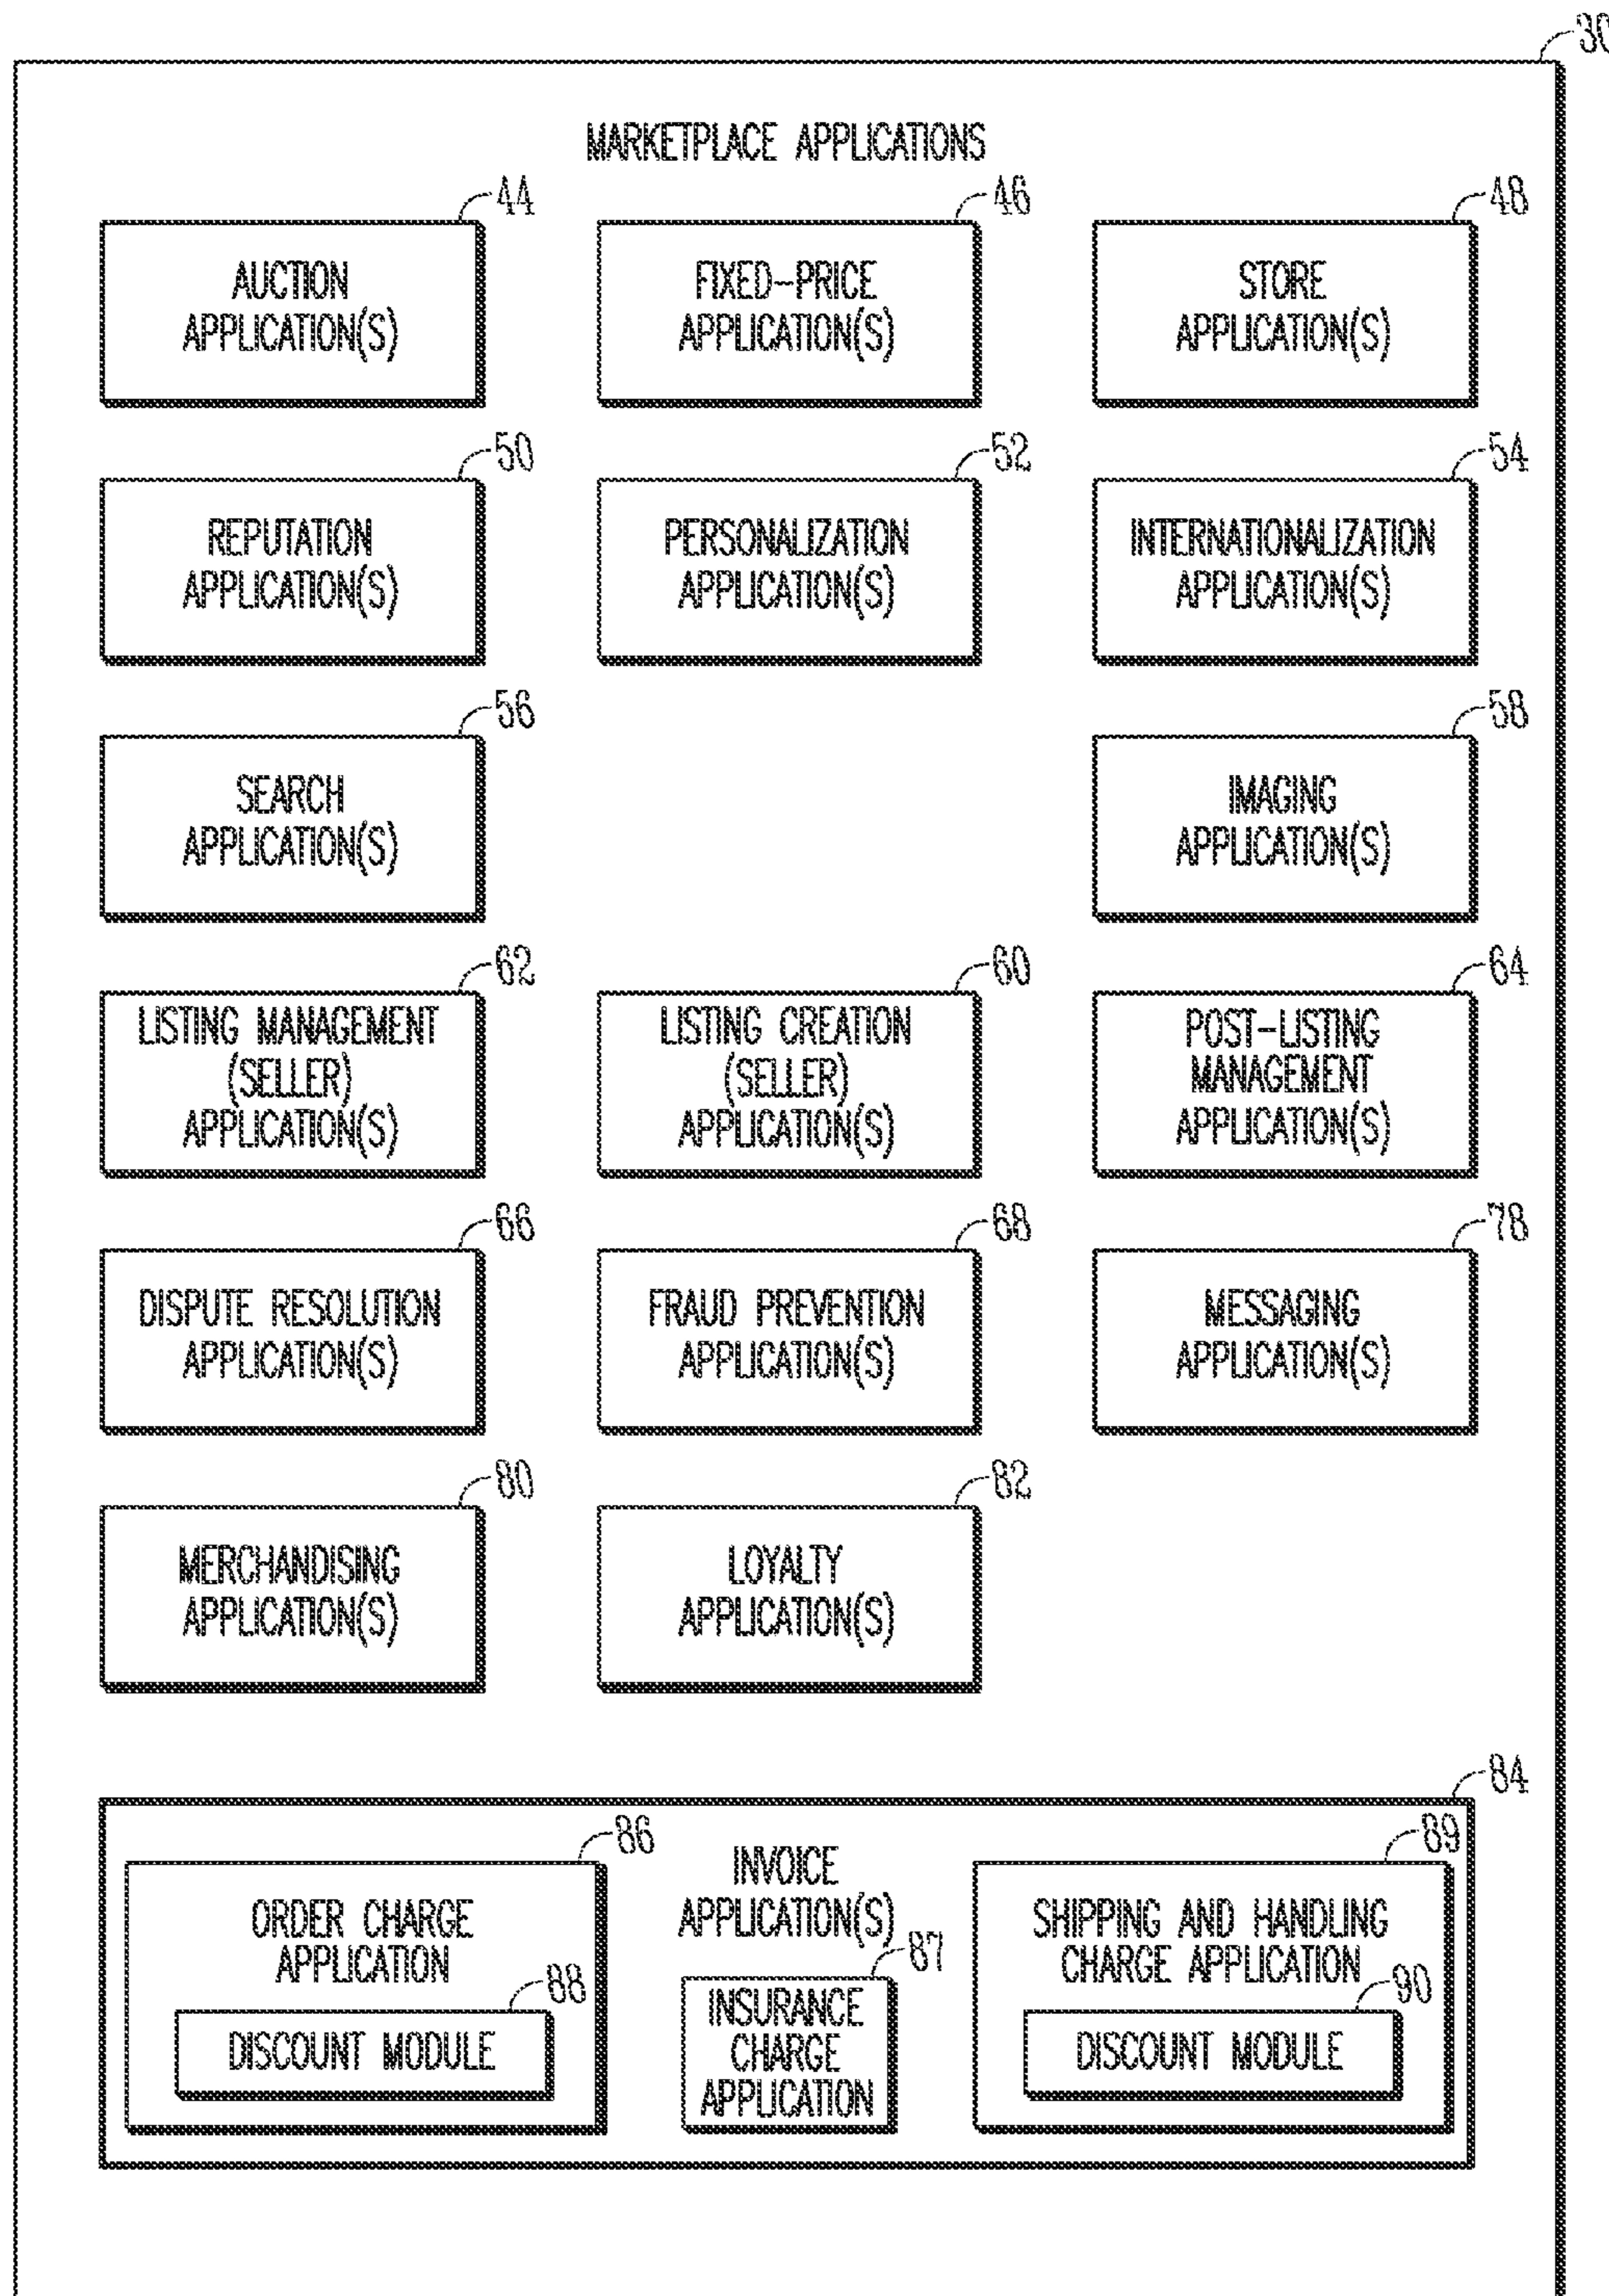 30
MARKETPLACE APPLICATIONS
44
AUCTION
APPLICATION(S)
46
FIXED-PRICE
APPLICATION(S)
48
STORE
APPLICATION(S)
50
REPUTATION
APPLICATION(S)
52
PERSONALIZATION
APPLICATION(S)
54
INTERNATIONALIZATION
APPLICATION(S)
56
SEARCH
APPLICATION(S)
58
IMAGING
APPLICATION(S)
62
LISTING MANAGEMENT
(SELLER)
APPLICATION(S)
60
LISTING CREATION
(SELLER)
APPLICATION(S)
64
POST-LISTING
MANAGEMENT
APPLICATION(S)
66
DISPUTE RESOLUTION
APPLICATION(S)
68
FRAUD PREVENTION
APPLICATION(S)
78
MESSAGING
APPLICATION(S)
80
MERCHANDISING
APPLICATION(S)
82
LOYALTY
APPLICATION(S)
84
INVOICE
APPLICATION(S)
86
ORDER CHARGE
APPLICATION
88
DISCOUNT MODULE
87
INSURANCE
CHARGE
APPLICATION
89
SHIPPING AND HANDLING
CHARGE APPLICATION
90
DISCOUNT MODULE